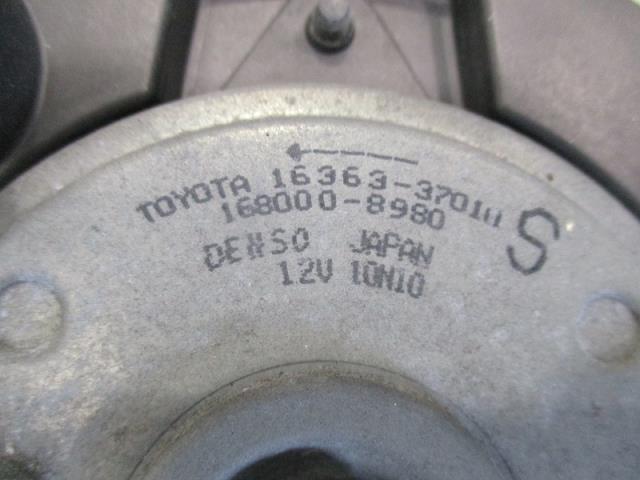 TOYOTA 16363-37010
168000-8980
S
DENSO JAPAN
12V 10N10